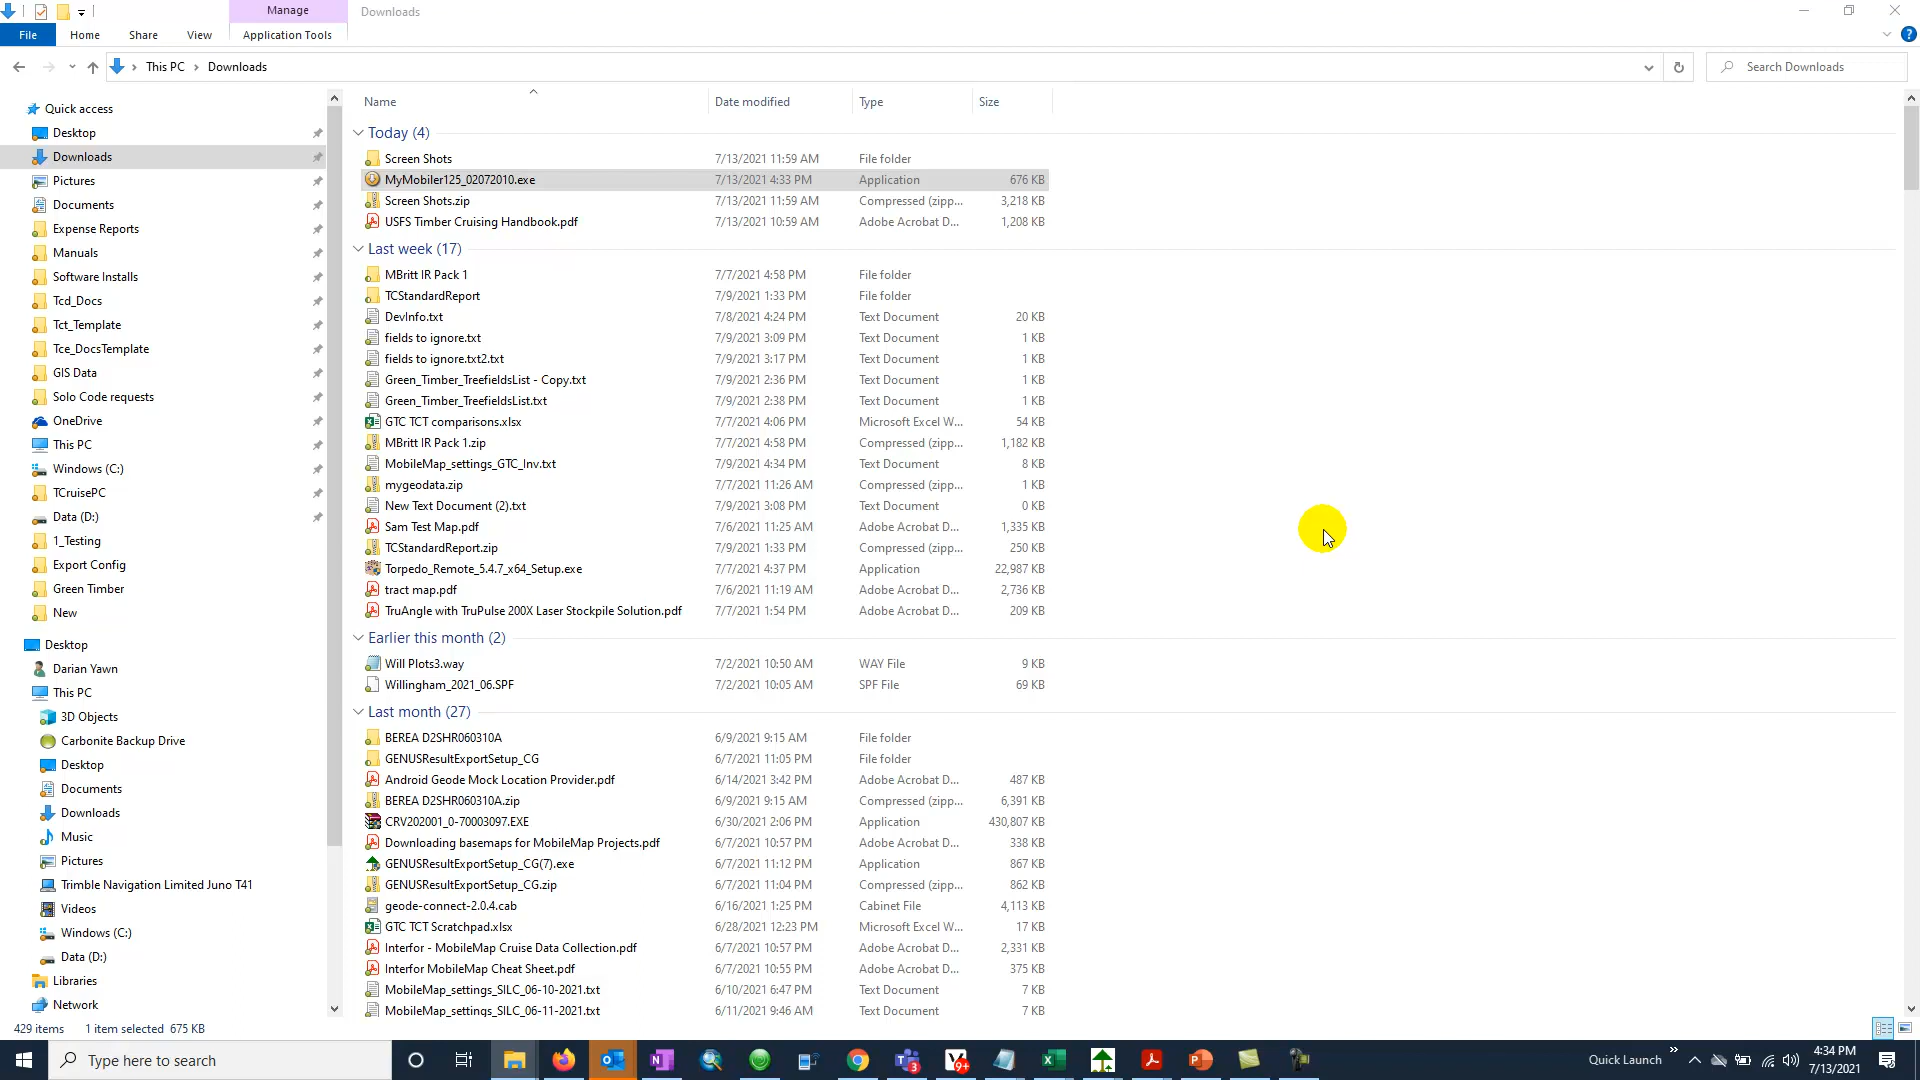 Manage
Downloads
File
Home
Share
View
Application Tools
This PC
Downloads
Search Downloads
Quick access
Desktop
Downloads
Pictures
Documents
Expense Reports
Manuals
Software Installs
Tcd_Docs
Tct_Template
Tce_DocsTemplate
GIS Data
Solo Code requests
OneDrive
This PC
Windows (C:)
TCruisePC
Data (D:)
1_Testing
Export Config
Green Timber
New
Desktop
Darian Yawn
This PC
3D Objects
Carbonite Backup Drive
Desktop
Documents
Downloads
Music
Pictures
Trimble Navigation Limited Juno T41
Videos
Windows (C:)
Data (D:)
Libraries
Network
Name Date modified Type Size
Today (4)
Screen Shots 7/13/2021 11:59 AM File folder
MyMobiler125_02072010.exe 7/13/2021 4:33 PM Application 676 KB
Screen Shots.zip 7/13/2021 11:59 AM Compressed (zipp... 3,218 KB
USFS Timber Cruising Handbook.pdf 7/13/2021 10:59 AM Adobe Acrobat D... 1,208 KB
Last week (17)
MBritt IR Pack 1 7/7/2021 4:58 PM File folder
TCStandardReport 7/9/2021 1:33 PM File folder
DevInfo.txt 7/8/2021 4:24 PM Text Document 20 KB
fields to ignore.txt 7/9/2021 3:09 PM Text Document 1 KB
fields to ignore.txt2.txt 7/9/2021 3:17 PM Text Document 1 KB
Green_Timber_TreefieldsList - Copy.txt 7/9/2021 2:36 PM Text Document 1 KB
Green_Timber_TreefieldsList.txt 7/9/2021 2:38 PM Text Document 1 KB
GTC TCT comparisons.xlsx 7/7/2021 4:06 PM Microsoft Excel W... 54 KB
MBritt IR Pack 1.zip 7/7/2021 4:58 PM Compressed (zipp... 1,182 KB
MobileMap_settings_GTC_Inv.txt 7/9/2021 4:34 PM Text Document 8 KB
mygeodata.zip 7/7/2021 11:26 AM Compressed (zipp... 1 KB
New Text Document (2).txt 7/9/2021 3:08 PM Text Document 0 KB
Sam Test Map.pdf 7/6/2021 11:25 AM Adobe Acrobat D... 1,335 KB
TCStandardReport.zip 7/9/2021 1:33 PM Compressed (zipp... 250 KB
Torpedo_Remote_5.4.7_x64_Setup.exe 7/7/2021 4:37 PM Application 22,987 KB
tract map.pdf 7/6/2021 11:19 AM Adobe Acrobat D... 2,736 KB
TruAngle with TruPulse 200X Laser Stockpile Solution.pdf 7/7/2021 1:54 PM Adobe Acrobat D... 209 KB
Earlier this month (2)
Will Plots3.way 7/2/2021 10:50 AM WAY File 9 KB
Willingham_2021_06.SPF 7/2/2021 10:05 AM SPF File 69 KB
Last month (27)
BEREA D2SHR060310A 6/9/2021 9:15 AM File folder
GENUSResultExportSetup_CG 6/7/2021 11:05 PM File folder
Android Geode Mock Location Provider.pdf 6/14/2021 3:42 PM Adobe Acrobat D... 487 KB
BEREA D2SHR060310A.zip 6/9/2021 9:15 AM Compressed (zipp... 6,391 KB
CRV202001_0-70003097.EXE 6/30/2021 2:06 PM Application 430,807 KB
Downloading basemaps for MobileMap Projects.pdf 6/7/2021 10:57 PM Adobe Acrobat D... 338 KB
GENUSResultExportSetup_CG(7).exe 6/7/2021 11:12 PM Application 867 KB
GENUSResultExportSetup_CG.zip 6/7/2021 11:04 PM Compressed (zipp... 862 KB
geode-connect-2.0.4.cab 6/16/2021 1:25 PM Cabinet File 4,113 KB
GTC TCT Scratchpad.xlsx 6/28/2021 12:23 PM Microsoft Excel W... 17 KB
Interfor - MobileMap Cruise Data Collection.pdf 6/7/2021 10:57 PM Adobe Acrobat D... 2,331 KB
Interfor MobileMap Cheat Sheet.pdf 6/7/2021 10:55 PM Adobe Acrobat D... 375 KB
MobileMap_settings_SILC_06-10-2021.txt 6/10/2021 6:47 PM Text Document 7 KB
MobileMap_settings_SILC_06-11-2021.txt 6/11/2021 9:46 AM Text Document 7 KB
429 items 1 item selected 675 KB
Type here to search
Quick Launch
4:34 PM
7/13/2021